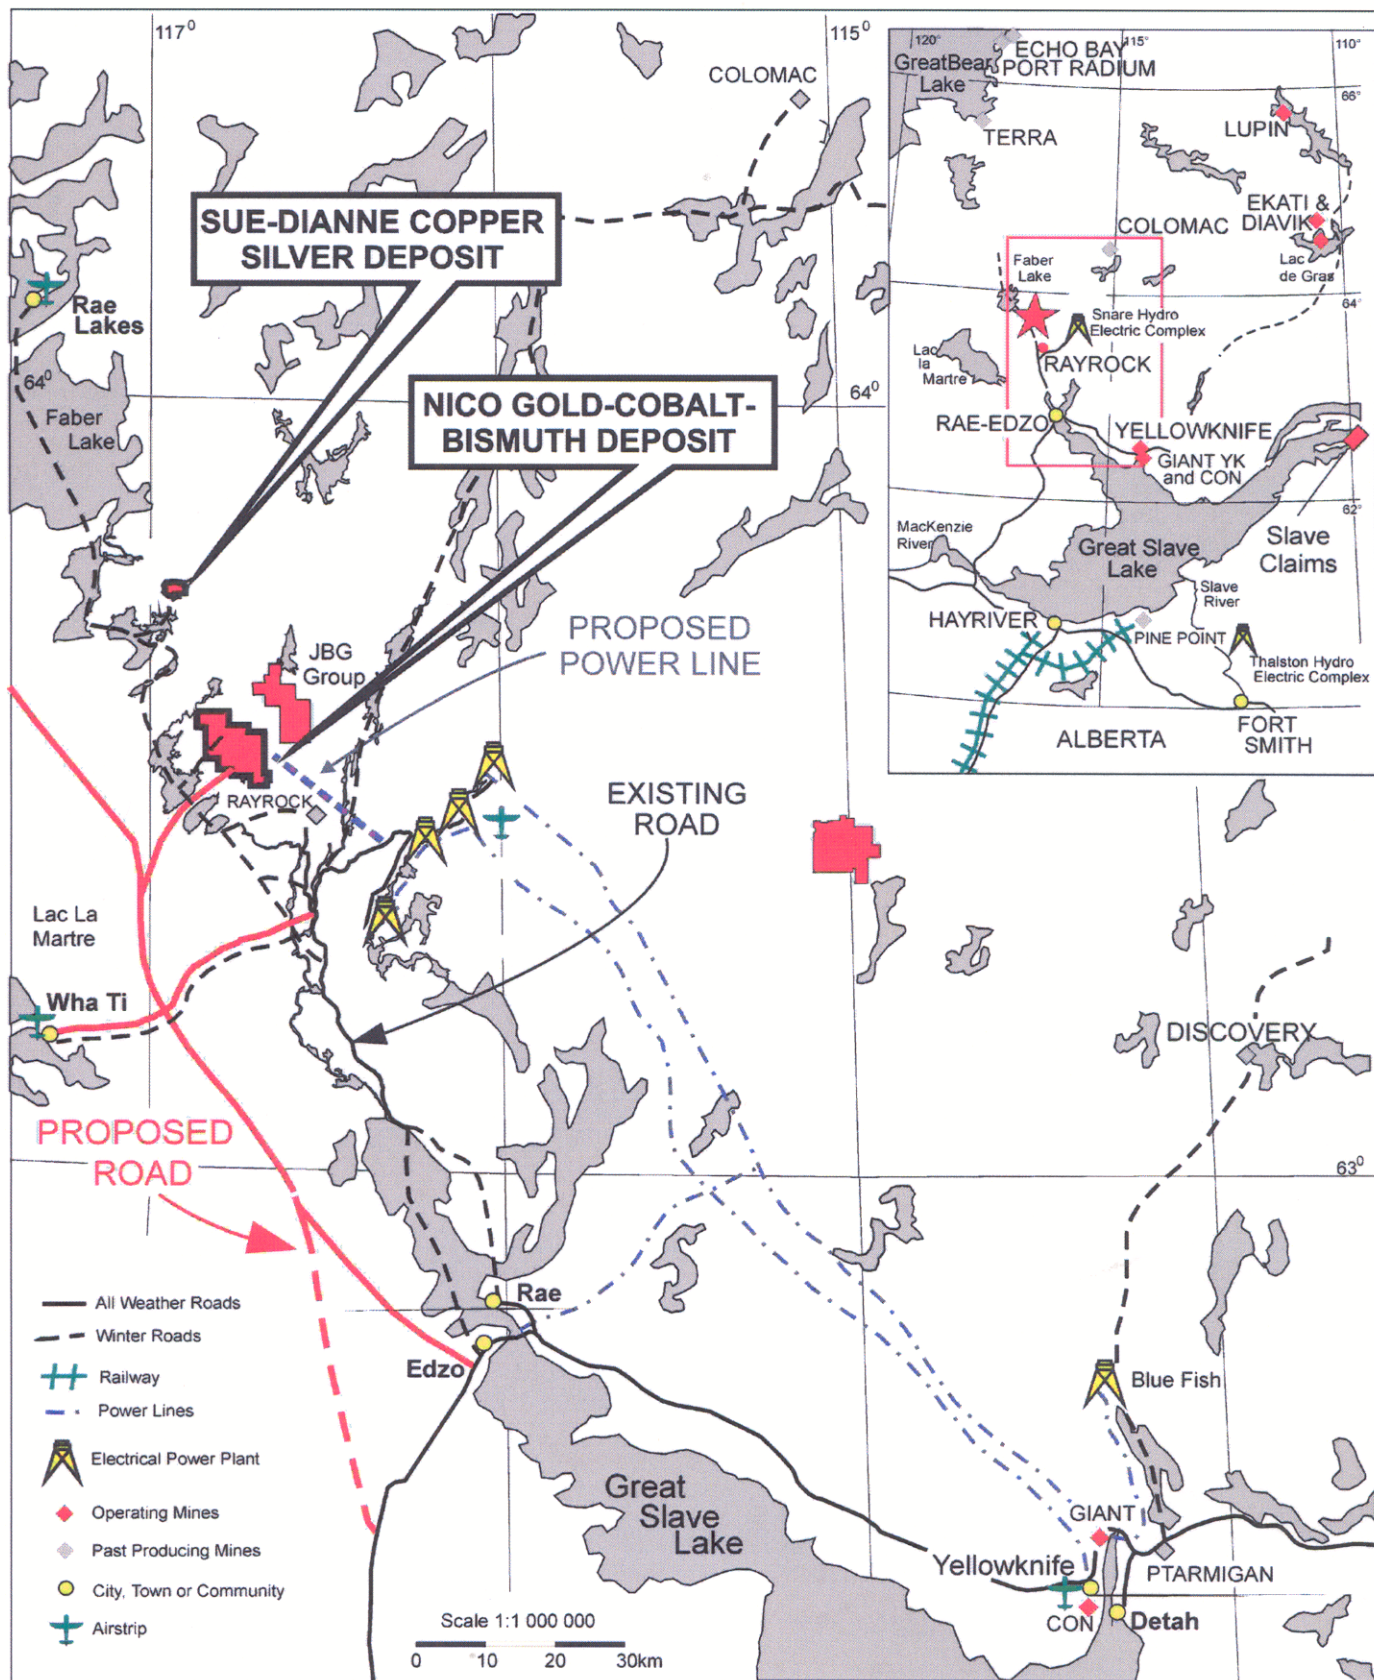 117⁰
115⁰
COLOMAC
SUE-DIANNE COPPER
SILVER DEPOSIT
Rae
Lakes
64⁰
64⁰
Faber
Lake
NICO GOLD-COBALT-
BISMUTH DEPOSIT
PROPOSED
POWER LINE
JBG
Group
RAYROCK
EXISTING
ROAD
Lac La
Martre
Wha Ti
DISCOVERY
PROPOSED
ROAD
63⁰
Rae
Edzo
Blue Fish
Great
Slave
Lake
GIANT
Yellowknife
PTARMIGAN
CON
Detah
All Weather Roads
Winter Roads
Railway
Power Lines
Electrical Power Plant
Operating Mines
Past Producing Mines
City, Town or Community
Airstrip
Scale 1:1 000 000
0 10 20 30km
120°
115°
110°
ECHO BAY
PORT RADIUM
GreatBear
Lake
66°
TERRA
LUPIN
EKATI &
DIAVIK
COLOMAC
Lac
de Gras
Faber
Lake
64°
Snare Hydro
Electric Complex
Lac
la
Martre
RAYROCK
RAE-EDZO
YELLOWKNIFE
GIANT YK
and CON
62°
MacKenzie
River
Great Slave
Lake
Slave
Claims
Slave
River
HAYRIVER
PINE POINT
Thalston Hydro
Electric Complex
ALBERTA
FORT
SMITH